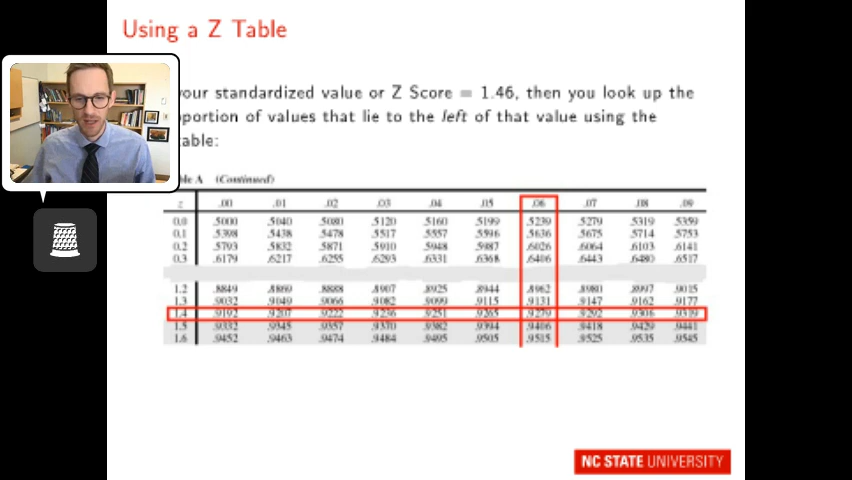 Using a Z Table
your standardized value or Z Score = 1.46, then you look up the
portion of values that lie to the left of that value using the
table:
ble A (Continued)
z .00 .01 .02 .03 .04 .05 .06 .07 .08 .09
0.0 .5000 .5040 .5080 .5120 .5160 .5199 .5239 .5279 .5319 .5359
0.1 .5398 .5438 .5478 .5517 .5557 .5596 .5636 .5675 .5714 .5753
0.2 .5793 .5832 .5871 .5910 .5948 .5987 .6026 .6064 .6103 .6141
0.3 .6179 .6217 .6255 .6293 .6331 .6368 .6406 .6443 .6480 .6517
1.2 .8849 .8869 .8888 .8907 .8925 .8944 .8962 .8980 .8997 .9015
1.3 .9032 .9049 .9066 .9082 .9099 .9115 .9131 .9147 .9162 .9177
1.4 .9192 .9207 .9222 .9236 .9251 .9265 .9279 .9292 .9306 .9319
1.5 .9332 .9345 .9357 .9370 .9382 .9394 .9406 .9418 .9429 .9441
1.6 .9452 .9463 .9474 .9484 .9495 .9505 .9515 .9525 .9535 .9545
NC STATE UNIVERSITY